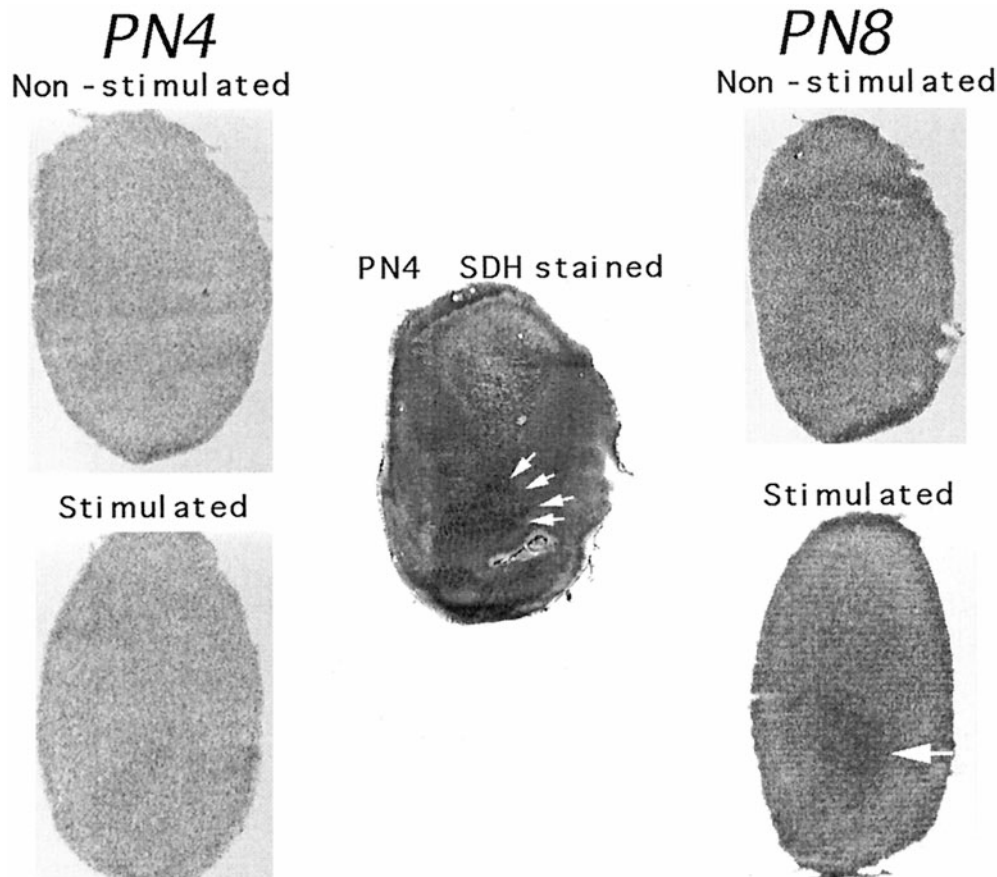 PN4
Non-stimulated
PN8
Non-stimulated
PN4 SDH stained
Stimulated
Stimulated